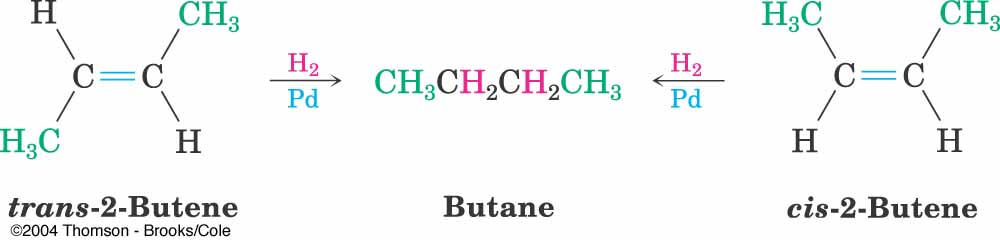 H CH₃ H₃C CH₃
C=C H₂ CH₃CH₂CH₂CH₃ H₂ C=C
Pd Pd
H₃C H H H
trans-2-Butene Butane cis-2-Butene
©2004 Thomson - Brooks/Cole